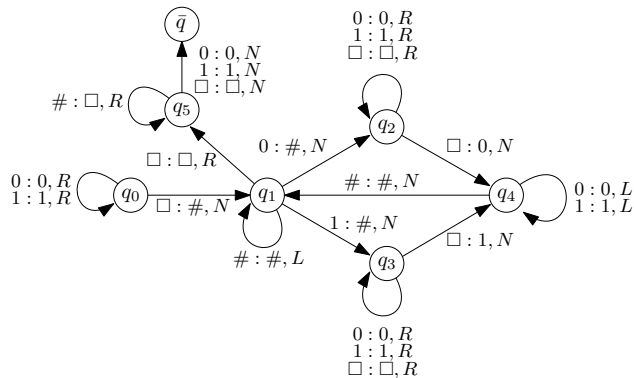 q̄
0 : 0, N
1 : 1, N
□ : □, N
# : □, R
q₅
□ : □, R
0 : 0, R
1 : 1, R
□ : □, R
q₂
0 : #, N
□ : 0, N
0 : 0, R
1 : 1, R
q₀
□ : #, N
q₁
# : #, N
q₄
0 : 0, L
1 : 1, L
# : #, L
1 : #, N
□ : 1, N
q₃
0 : 0, R
1 : 1, R
□ : □, R